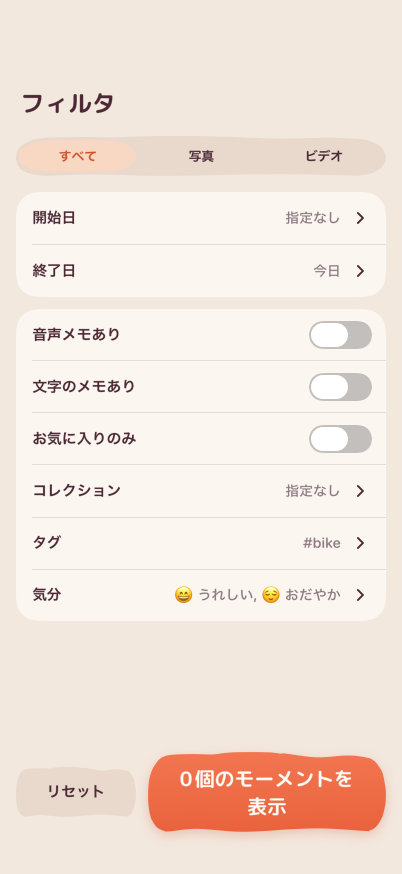 フィルタ
すべて 写真 ビデオ
開始日 指定なし
終了日 今日
音声メモあり
文字のメモあり
お気に入りのみ
コレクション 指定なし
タグ #bike
気分 😄 うれしい, 😌 おだやか
リセット
0個のモーメントを
表示